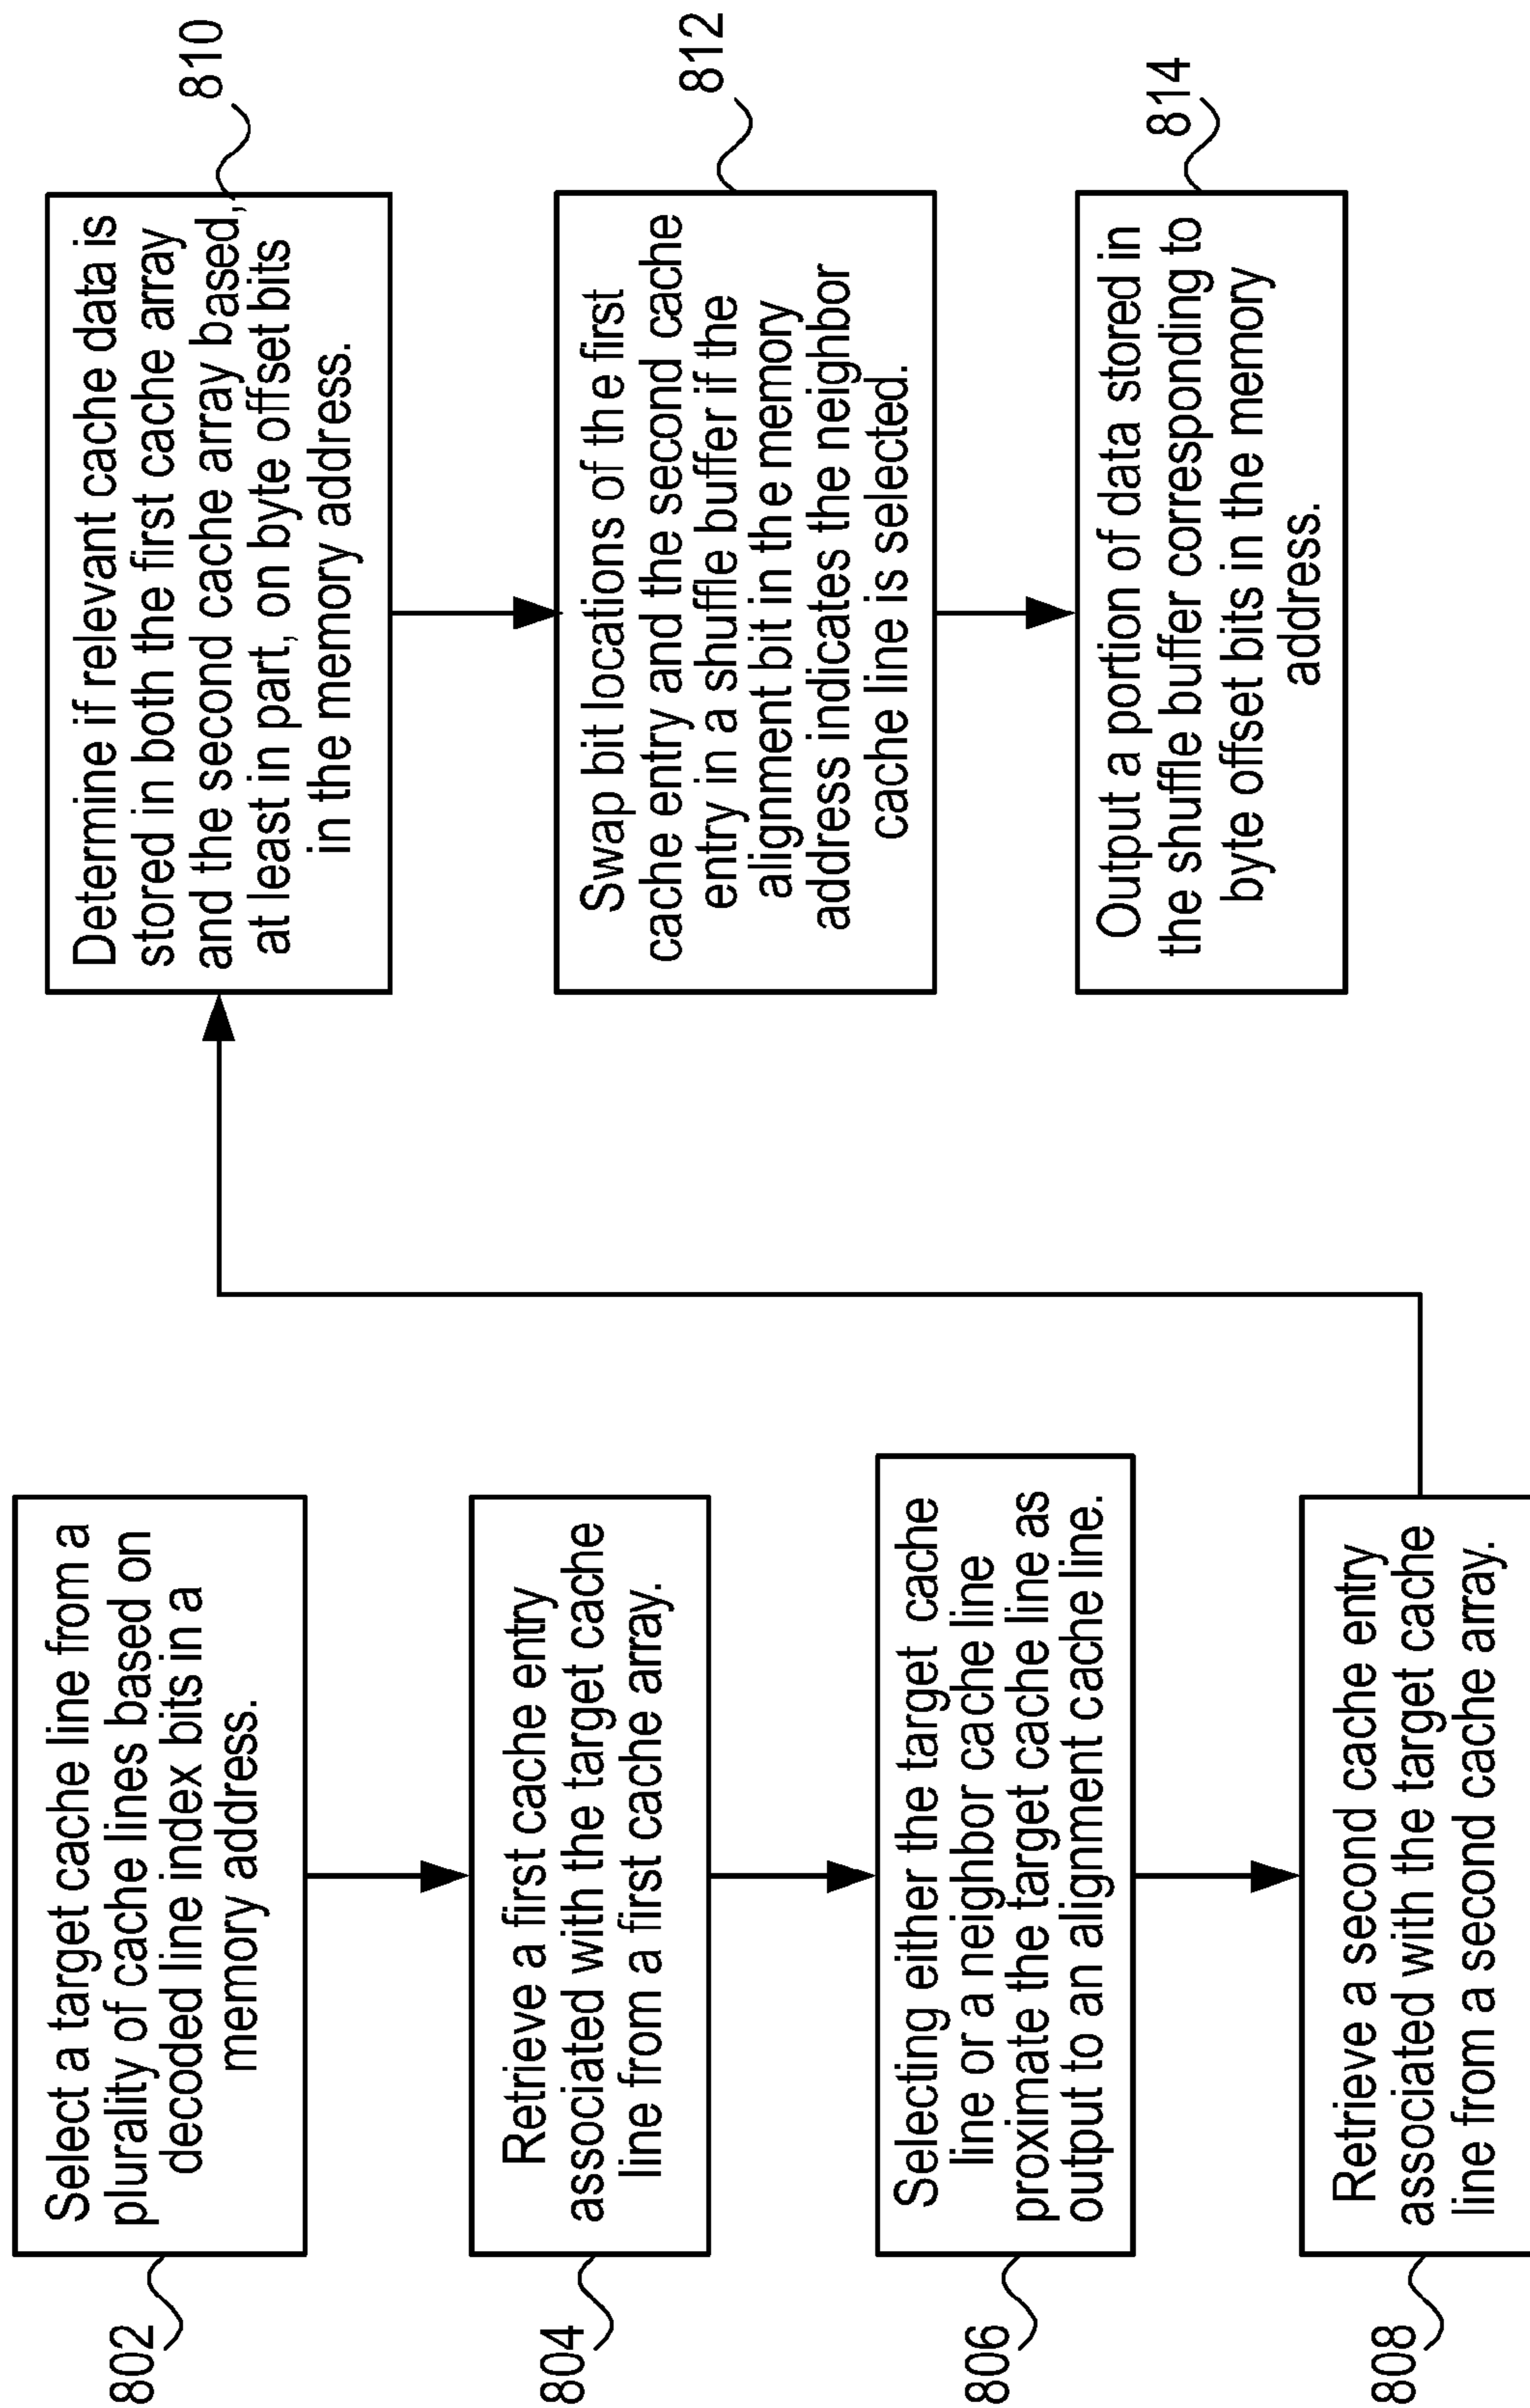 802
Select a target cache line from a
plurality of cache lines based on
decoded line index bits in a
memory address.
804
Retrieve a first cache entry
associated with the target cache
line from a first cache array.
806
Selecting either the target cache
line or a neighbor cache line
proximate the target cache line as
output to an alignment cache line.
808
Retrieve a second cache entry
associated with the target cache
line from a second cache array.
810
Determine if relevant cache data is
stored in both the first cache array
and the second cache array based,
at least in part, on byte offset bits
in the memory address.
812
Swap bit locations of the first
cache entry and the second cache
entry in a shuffle buffer if the
alignment bit in the memory
address indicates the neighbor
cache line is selected.
814
Output a portion of data stored in
the shuffle buffer corresponding to
byte offset bits in the memory
address.